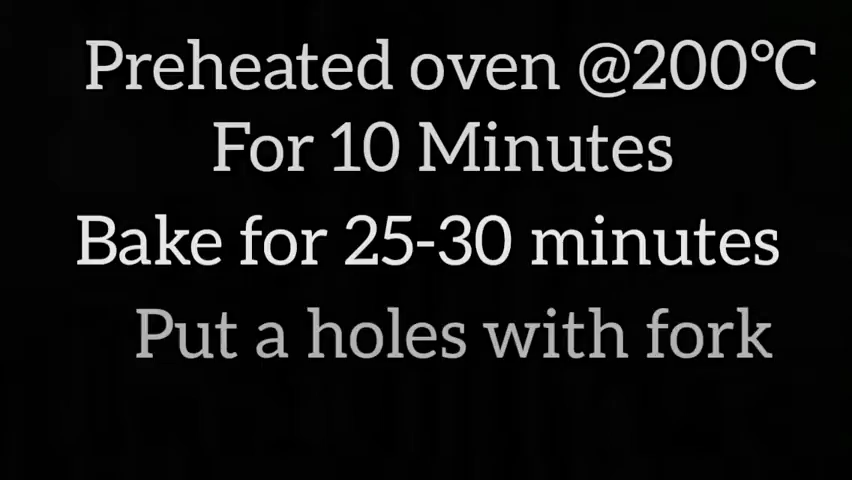 Preheated oven @200°C
For 10 Minutes
Bake for 25-30 minutes
Put a holes with fork